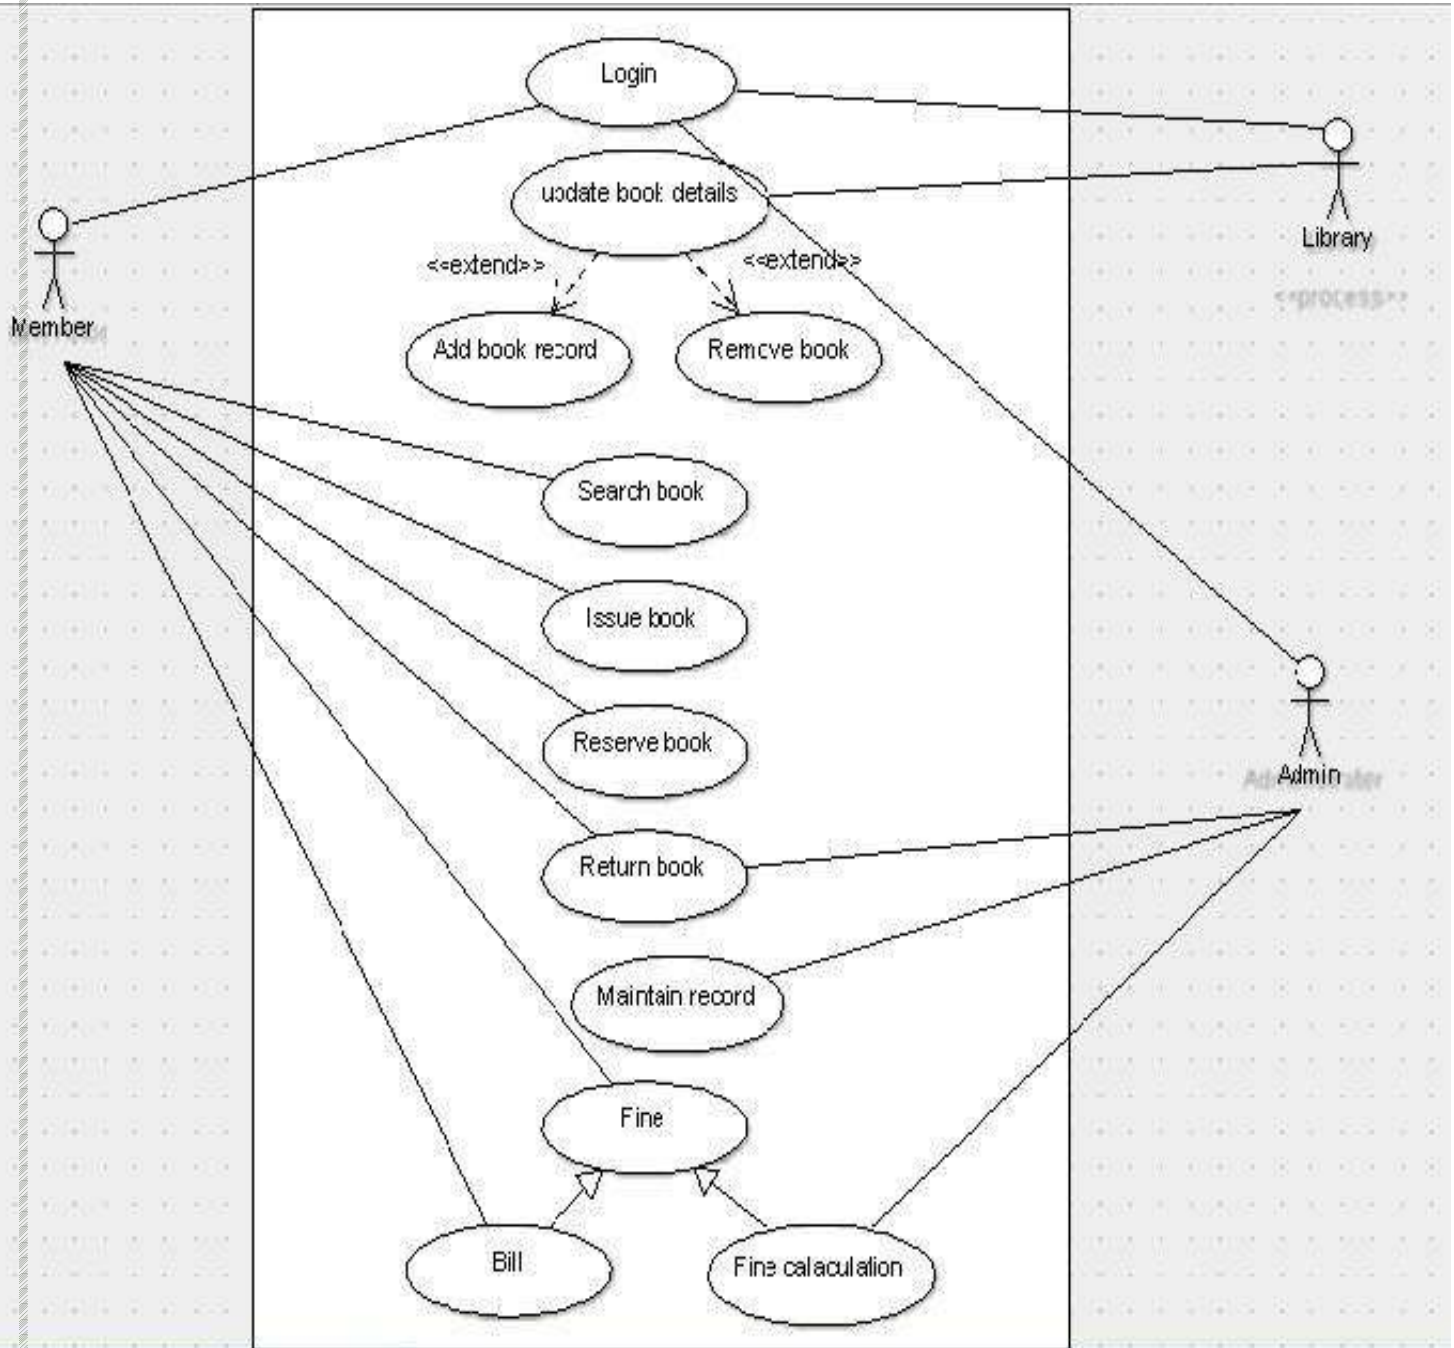 Login
update book details
Library
<<extend>>
<<extend>>
<<process>>
Member
Add book record
Remove book
Search book
Issue book
Reserve book
Admin
Return book
Maintain record
Fine
Bill
Fine calaculation